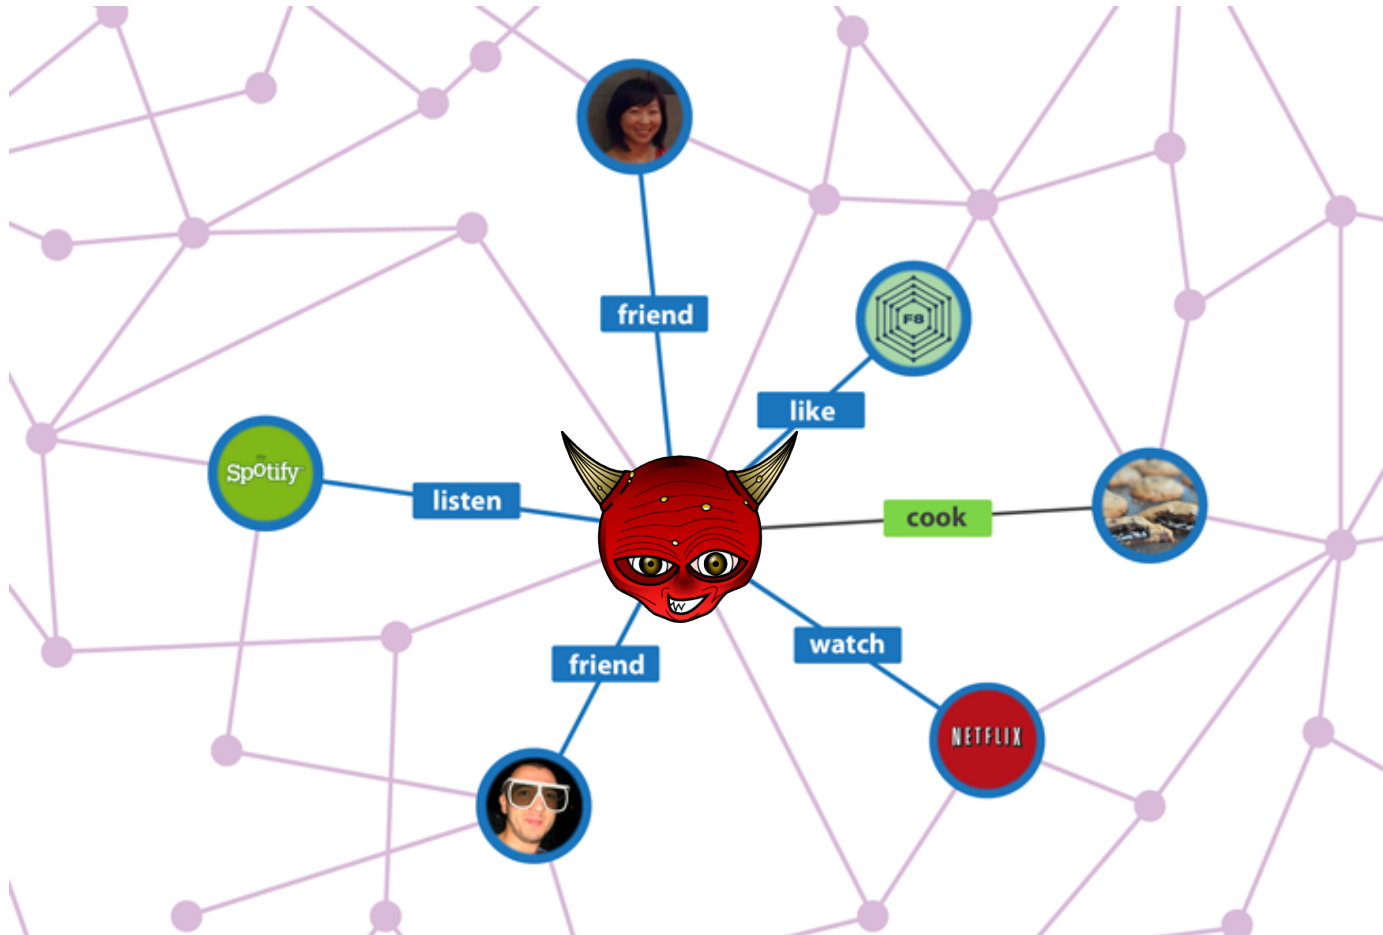 friend
F8
like
Spotify
listen
cook
watch
friend
NETFLIX